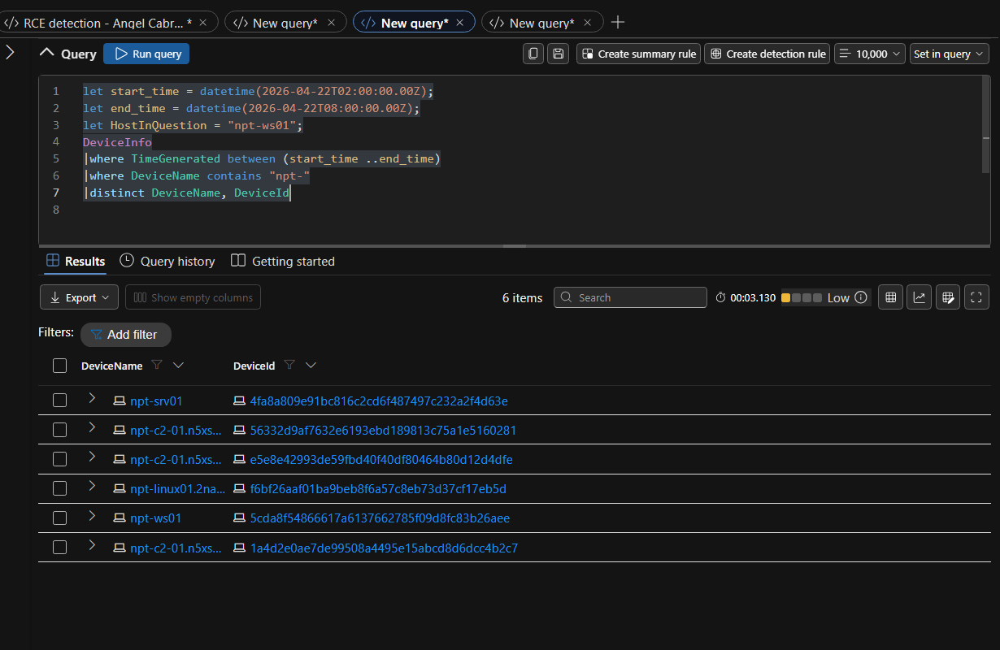 RCE detection - Angel Cabr... *
New query*
New query*
New query*
Query
Run query
Create summary rule
Create detection rule
10,000
Set in query
1 let start_time = datetime(2026-04-22T02:00:00.00Z);
2 let end_time = datetime(2026-04-22T08:00:00.00Z);
3 let HostInQuestion = "npt-ws01";
4 DeviceInfo
5 |where TimeGenerated between (start_time ..end_time)
6 |where DeviceName contains "npt-"
7 |distinct DeviceName, DeviceId
8
Results
Query history
Getting started
Export
Show empty columns
6 items
Search
00:03.130
Low
Filters:
Add filter
DeviceName DeviceId
npt-srv01 4fa8a809e91bc816c2cd6f487497c232a2f4d63e
npt-c2-01.n5xs... 56332d9af7632e6193ebd189813c75a1e5160281
npt-c2-01.n5xs... e5e8e42993de59fbd40f40df80464b80d12d4dfe
npt-linux01.2na... f6bf26aaf01ba9beb8f6a57c8eb73d37cf17eb5d
npt-ws01 5cda8f54866617a6137662785f09d8fc83b26aee
npt-c2-01.n5xs... 1a4d2e0ae7de99508a4495e15abcd8d6dcc4b2c7